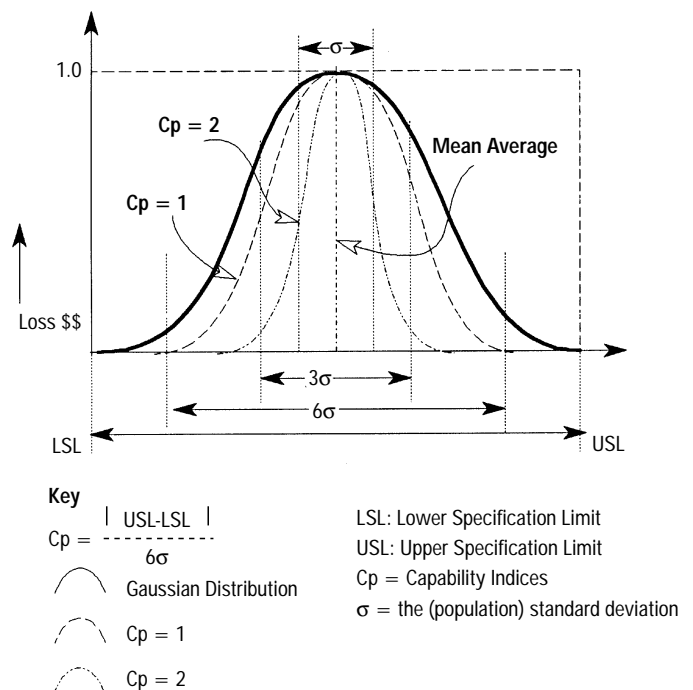 σ
1.0
Cp = 2
Mean Average
Cp = 1
Loss $$
3σ
6σ
LSL
USL
Key
Cp = | USL-LSL |
6σ
Gaussian Distribution
Cp = 1
Cp = 2
LSL: Lower Specification Limit
USL: Upper Specification Limit
Cp = Capability Indices
σ = the (population) standard deviation